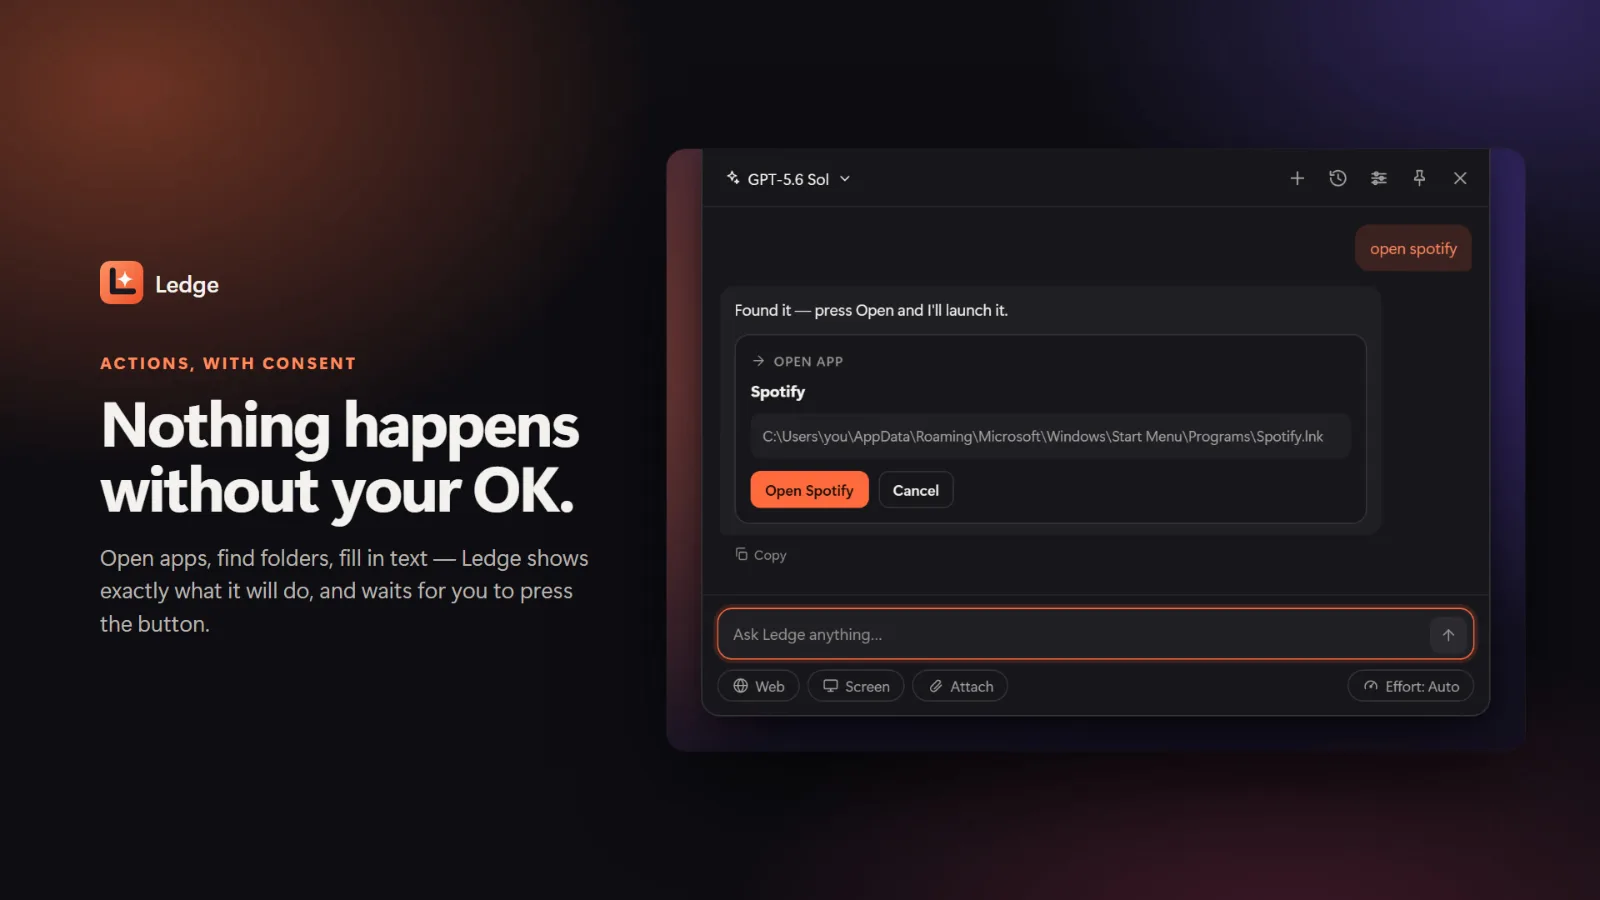 Ledge
ACTIONS, WITH CONSENT
Nothing happens
without your OK.
Open apps, find folders, fill in text — Ledge shows
exactly what it will do, and waits for you to press
the button.
GPT-5.6 Sol
open spotify
Found it — press Open and I'll launch it.
OPEN APP
Spotify
C:\Users\you\AppData\Roaming\Microsoft\Windows\Start Menu\Programs\Spotify.lnk
Open Spotify
Cancel
Copy
Ask Ledge anything...
Web
Screen
Attach
Effort: Auto